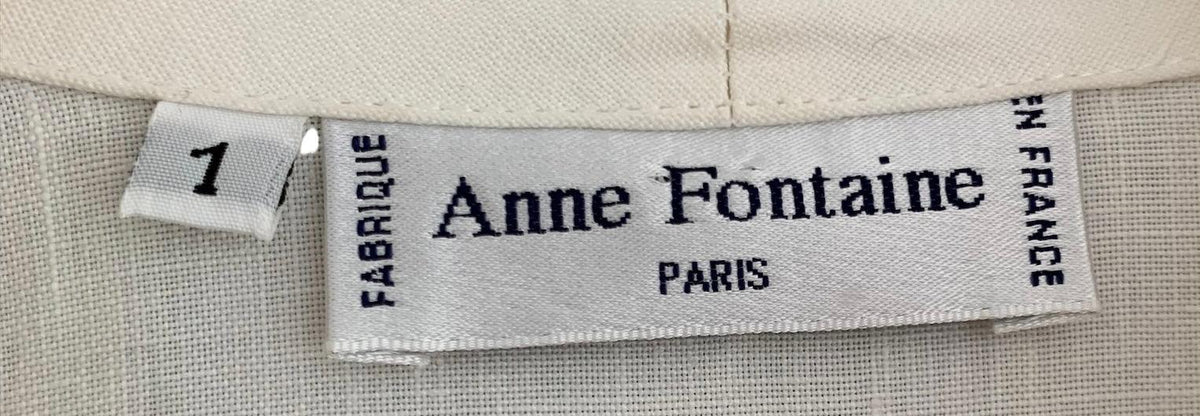 1
FABRIQUE
Anne Fontaine
PARIS
EN FRANCE